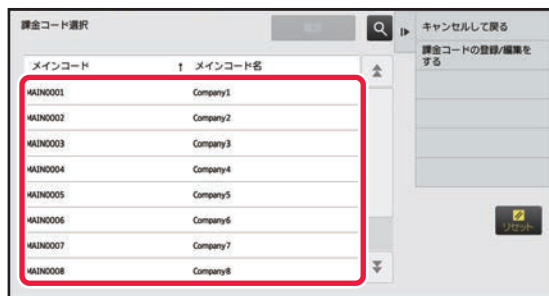 課金コード選択
キャンセルして戻る
課金コードの登録/編集を
する
メインコード ↑ メインコード名
MAIN0001 Company1
MAIN0002 Company2
MAIN0003 Company3
MAIN0004 Company4
MAIN0005 Company5
MAIN0006 Company6
MAIN0007 Company7
MAIN0008 Company8
リセット